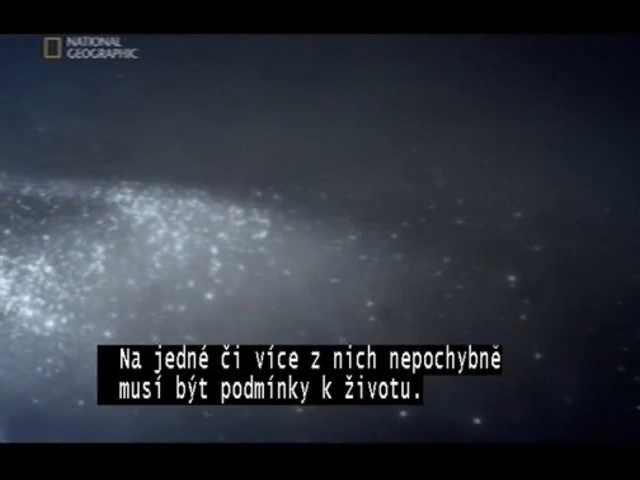 NATIONAL
GEOGRAPHIC
Na jedné či více z nich nepochybně
musí být podmínky k životu.